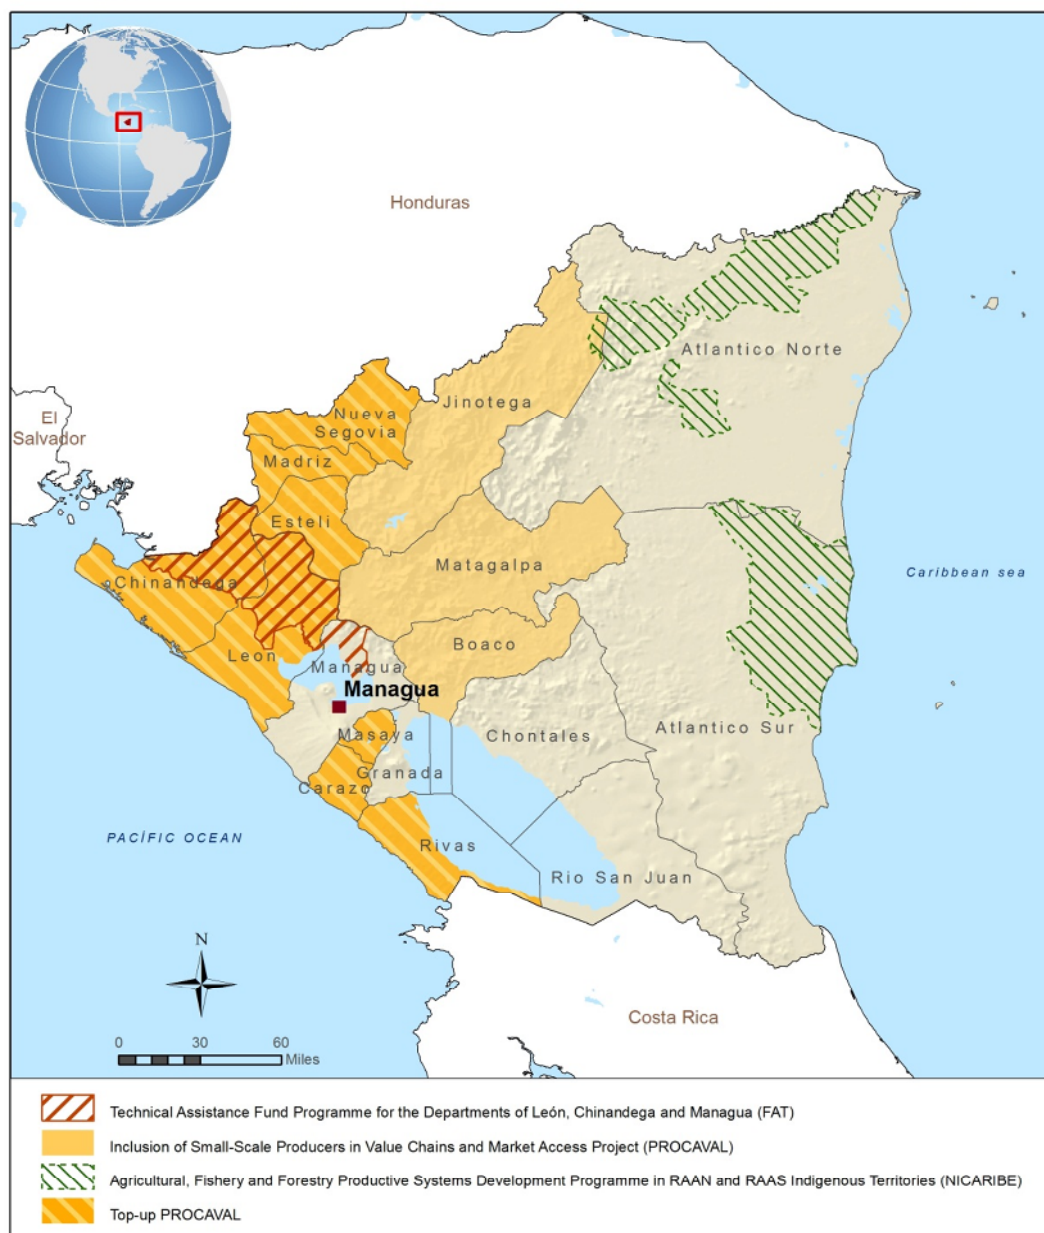 Honduras
Atlantico Norte
El
Salvador
Jinotega
Nueva
Segovia
Madriz
Esteli
Matagalpa
Chinandega
Caribbean sea
Boaco
Leon
Managua
Managua
Masaya
Chontales
Atlantico Sur
Granada
Carazo
PACÍFIC OCEAN
Rivas
Rio San Juan
N
Costa Rica
0 30 60
Miles
Technical Assistance Fund Programme for the Departments of León, Chinandega and Managua (FAT)
Inclusion of Small-Scale Producers in Value Chains and Market Access Project (PROCAVAL)
Agricultural, Fishery and Forestry Productive Systems Development Programme in RAAN and RAAS Indigenous Territories (NICARIBE)
Top-up PROCAVAL